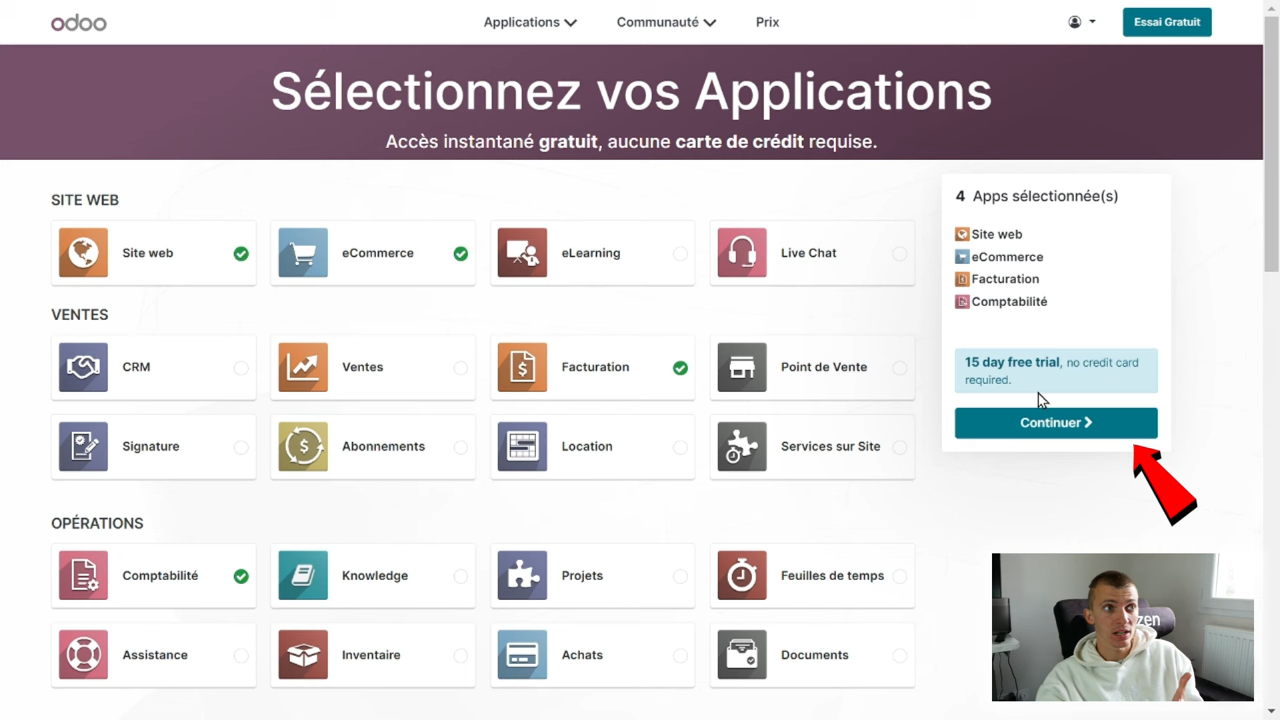 odoo
Applications
Communauté
Prix
Essai Gratuit
Sélectionnez vos Applications
Accès instantané gratuit, aucune carte de crédit requise.
SITE WEB
Site web
eCommerce
eLearning
Live Chat
VENTES
CRM
Ventes
Facturation
Point de Vente
Signature
Abonnements
Location
Services sur Site
OPÉRATIONS
Comptabilité
Knowledge
Projets
Feuilles de temps
Assistance
Inventaire
Achats
Documents
4 Apps sélectionnée(s)
Site web
eCommerce
Facturation
Comptabilité
15 day free trial, no credit card
required.
Continuer
zen